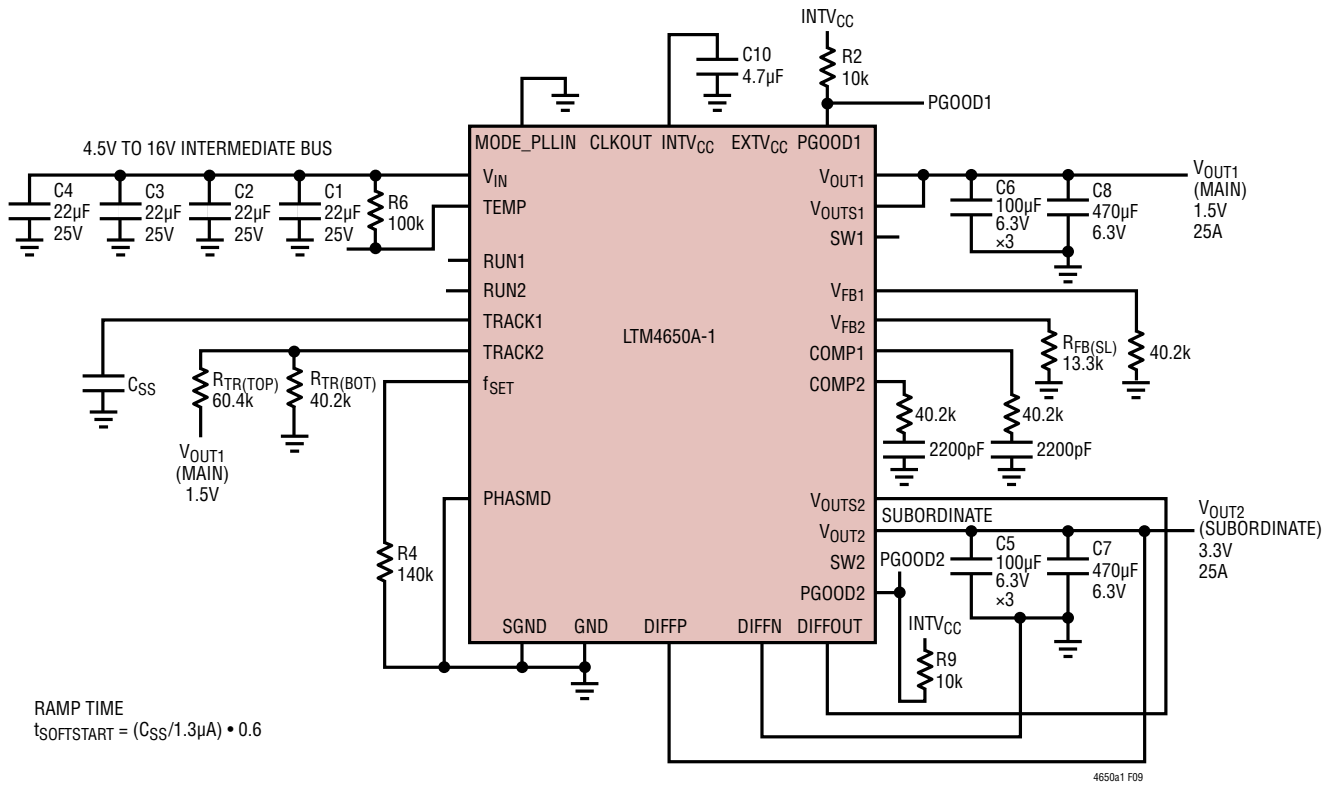 INTVCC
C10
4.7µF
R2
10k
PGOOD1
MODE_PLLIN CLKOUT INTVCC EXTVCC PGOOD1
4.5V TO 16V INTERMEDIATE BUS
C4
22µF
25V
C3
22µF
25V
C2
22µF
25V
C1
22µF
25V
R6
100k
VIN
TEMP
RUN1
RUN2
TRACK1
TRACK2
fSET
PHASMD
LTM4650A-1
VOUT1
VOUTS1
SW1
VFB1
VFB2
COMP1
COMP2
VOUTS2
VOUT2
SW2
PGOOD2
SGND GND DIFFP DIFFN DIFFOUT
C6
100µF
6.3V
×3
C8
470µF
6.3V
VOUT1
(MAIN)
1.5V
25A
RFB(SL)
13.3k
40.2k
40.2k
40.2k
2200pF
2200pF
CSS
RTR(TOP)
60.4k
RTR(BOT)
40.2k
VOUT1
(MAIN)
1.5V
R4
140k
SUBORDINATE
PGOOD2
C5
100µF
6.3V
×3
C7
470µF
6.3V
VOUT2
(SUBORDINATE)
3.3V
25A
INTVCC
R9
10k
RAMP TIME
tSOFTSTART = (CSS/1.3µA) • 0.6
4650a1 F09